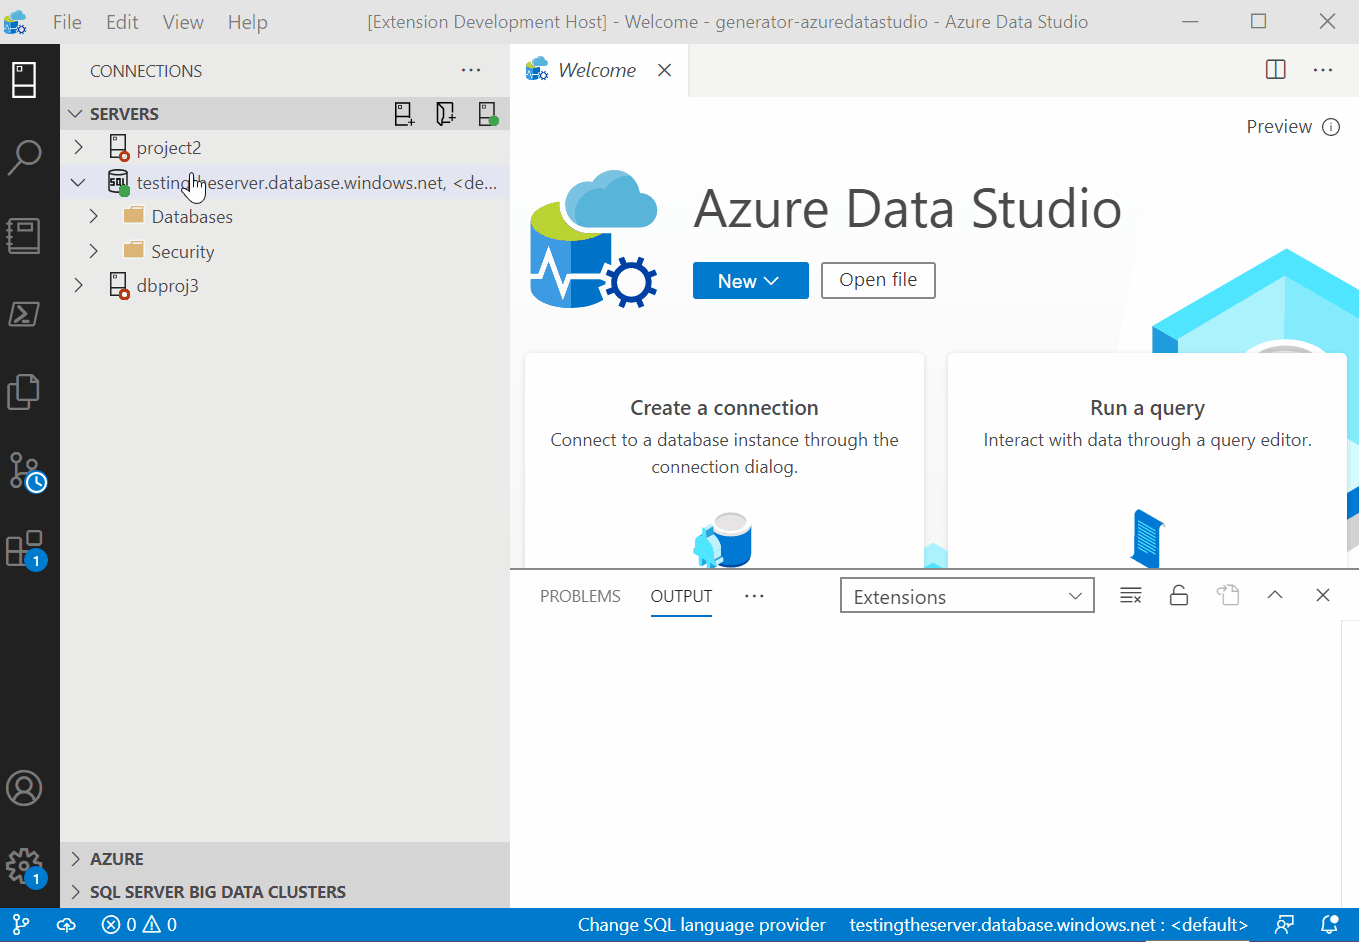 File Edit View Help [Extension Development Host] - Welcome - generator-azuredatastudio - Azure Data Studio
CONNECTIONS
SERVERS
project2
testingtheserver.database.windows.net, <de...
SQL
Databases
Security
dbproj3
AZURE
SQL SERVER BIG DATA CLUSTERS
1
1
Welcome
Preview
Azure Data Studio
New
Open file
Create a connection
Connect to a database instance through the
connection dialog.
Run a query
Interact with data through a query editor.
PROBLEMS OUTPUT ... Extensions
0 0 Change SQL language provider testingtheserver.database.windows.net : <default>